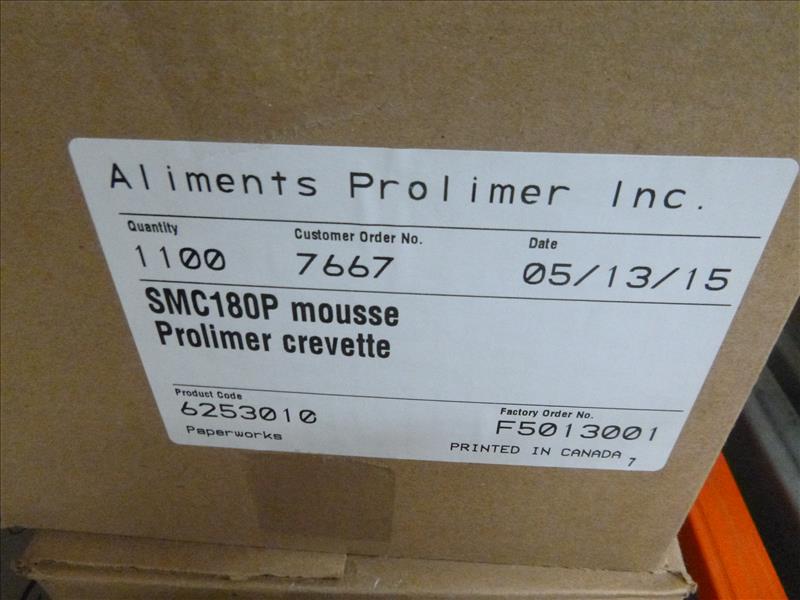 Aliments Prolimer Inc.
Quantity Customer Order No. Date
1100 7667 05/13/15
SMC180P mousse
Prolimer crevette
Product Code Factory Order No.
6253010 F5013001
Paperworks PRINTED IN CANADA 7